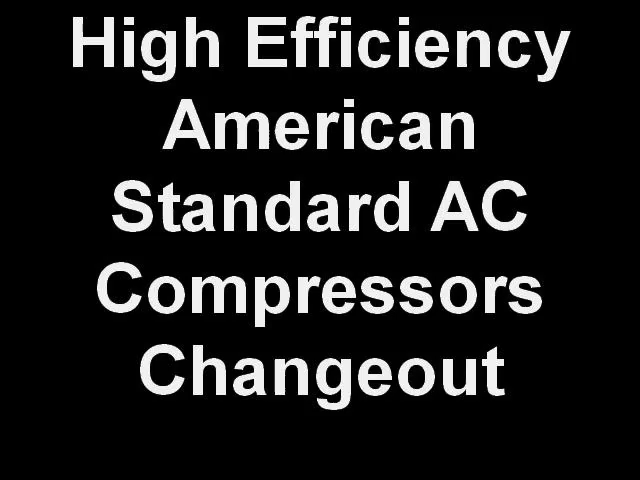 High Efficiency
American
Standard AC
Compressors
Changeout